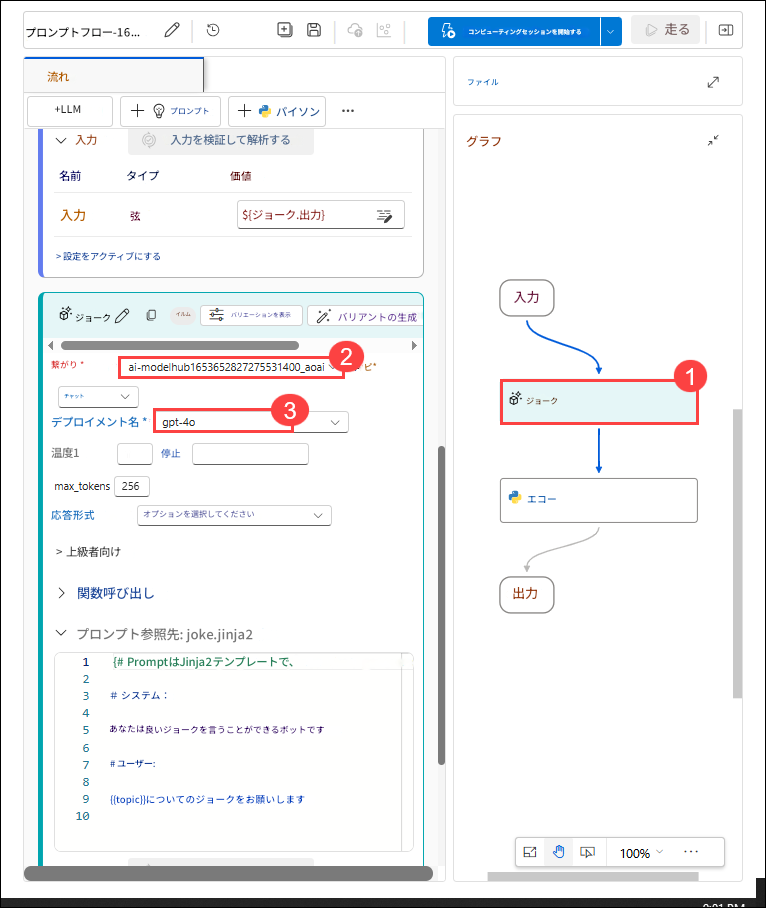 プロンプトフロー-16...
コンピューティングセッションを開始する
走る
流れ
+LLM
プロンプト
パイソン
...
入力
入力を検証して解析する
名前 タイプ 価値
入力 弦 ${ジョーク.出力}
>設定をアクティブにする
ジョーク
イルム
バリエーションを表示
バリアントの生成
繋がり *
ai-modelhub1653652827275531400_aoai
2
ピ*
チャット
デプロイメント名 *
gpt-4o
3
温度1
停止
max_tokens 256
応答形式
オプションを選択してください
> 上級者向け
関数呼び出し
プロンプト参照先: joke.jinja2
1 {# PromptはJinja2テンプレートで、
2
3 # システム：
4
5 あなたは良いジョークを言うことができるボットです
6
7 # ユーザー:
8
9 {{topic}}についてのジョークをお願いします
10
ファイル
グラフ
入力
1
ジョーク
エコー
出力
100%
...